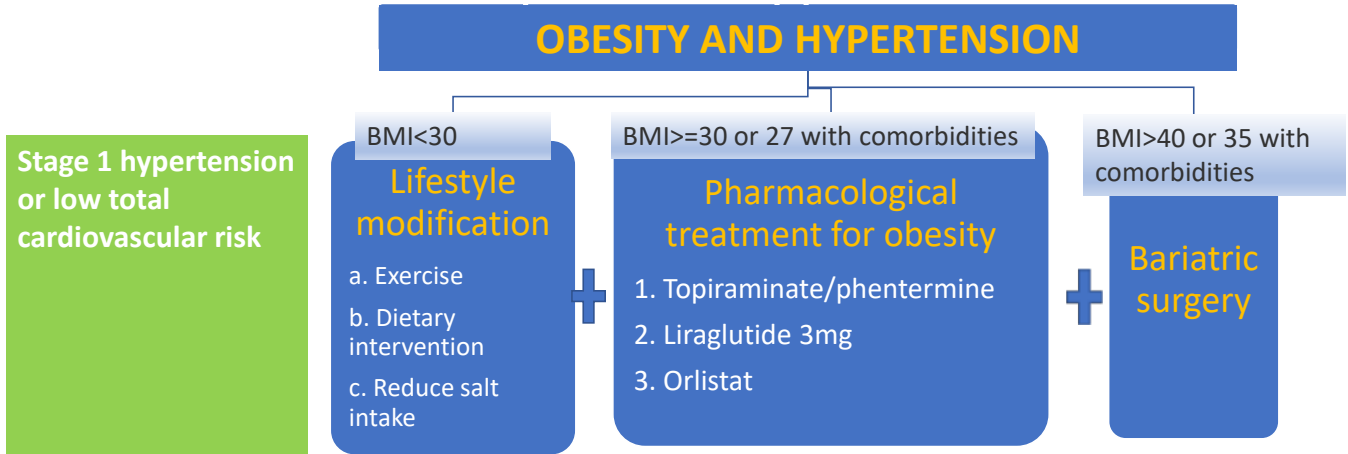 OBESITY AND HYPERTENSION
Stage 1 hypertension
or low total
cardiovascular risk
BMI<30
Lifestyle
modification
a. Exercise
b. Dietary
intervention
c. Reduce salt
intake
BMI>=30 or 27 with comorbidities
Pharmacological
treatment for obesity
1. Topiraminate/phentermine
2. Liraglutide 3mg
3. Orlistat
BMI>40 or 35 with
comorbidities
Bariatric
surgery